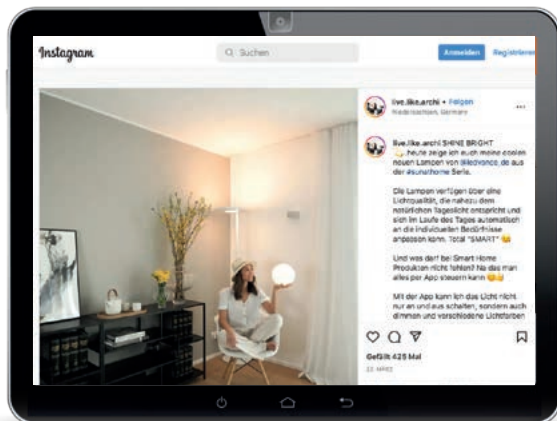 Instagram
Suchen
Anmelden
Registrieren
live.like.archi • Folgen
Niedersachsen, Germany
live.like.archi SHINE BRIGHT
...heute zeige ich euch meine coolen
neuen Lampen von @ledvance_de aus
der #sunathome Serie.
Die Lampen verfügen über eine
Lichtqualität, die nahezu dem
natürlichen Tageslicht entspricht und
sich im Laufe des Tages automatisch
an die individuellen Bedürfnisse
anpassen kann. Total "SMART"
Und was darf bei Smart Home
Produkten nicht fehlen? Na das man
alles per App steuern kann
Mit der App kann ich das Licht nicht
nur an und aus schalten, sondern auch
dimmen und verschiedene Lichtfarben
Gefällt 425 Mal
22. MÄRZ